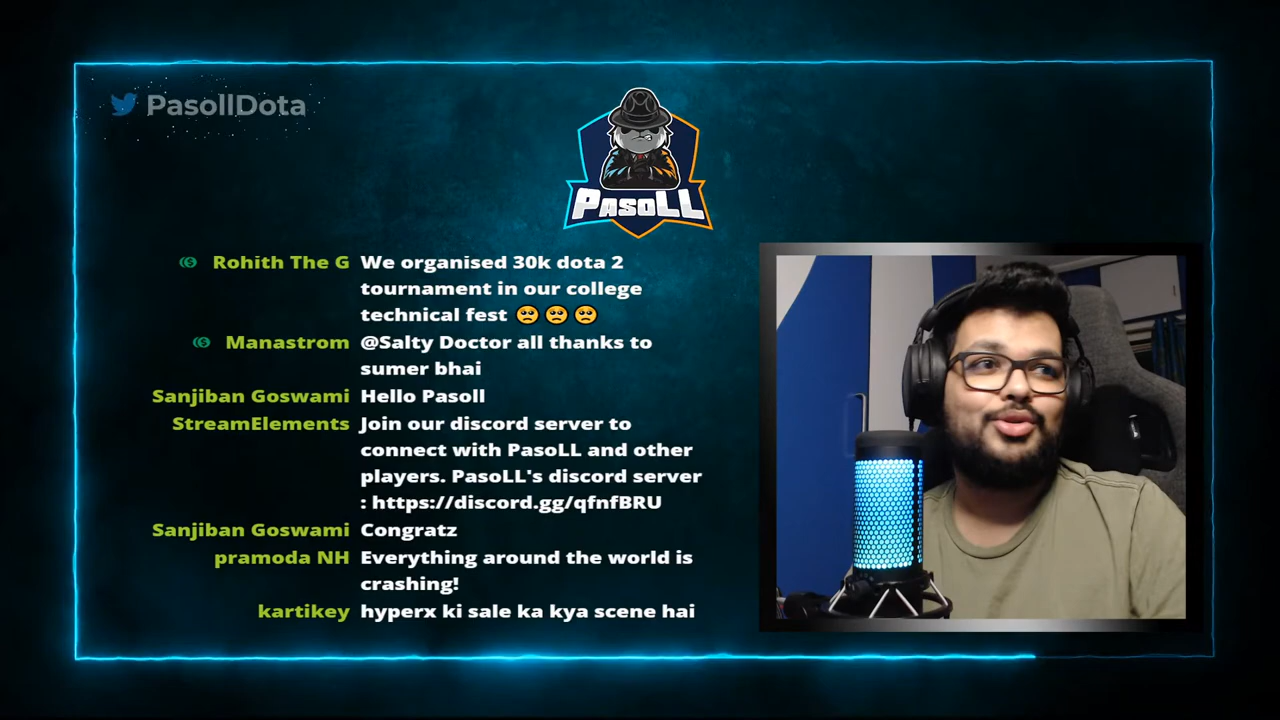 PasollDota
PASOLL
Rohith The G We organised 30k dota 2
tournament in our college
technical fest 🥺 🥺 🥺
Manastrom @Salty Doctor all thanks to
sumer bhai
Sanjiban Goswami Hello Pasoll
StreamElements Join our discord server to
connect with PasoLL and other
players. PasoLL's discord server
: https://discord.gg/qfnfBRU
Sanjiban Goswami Congratz
pramoda NH Everything around the world is
crashing!
kartikey hyperx ki sale ka kya scene hai